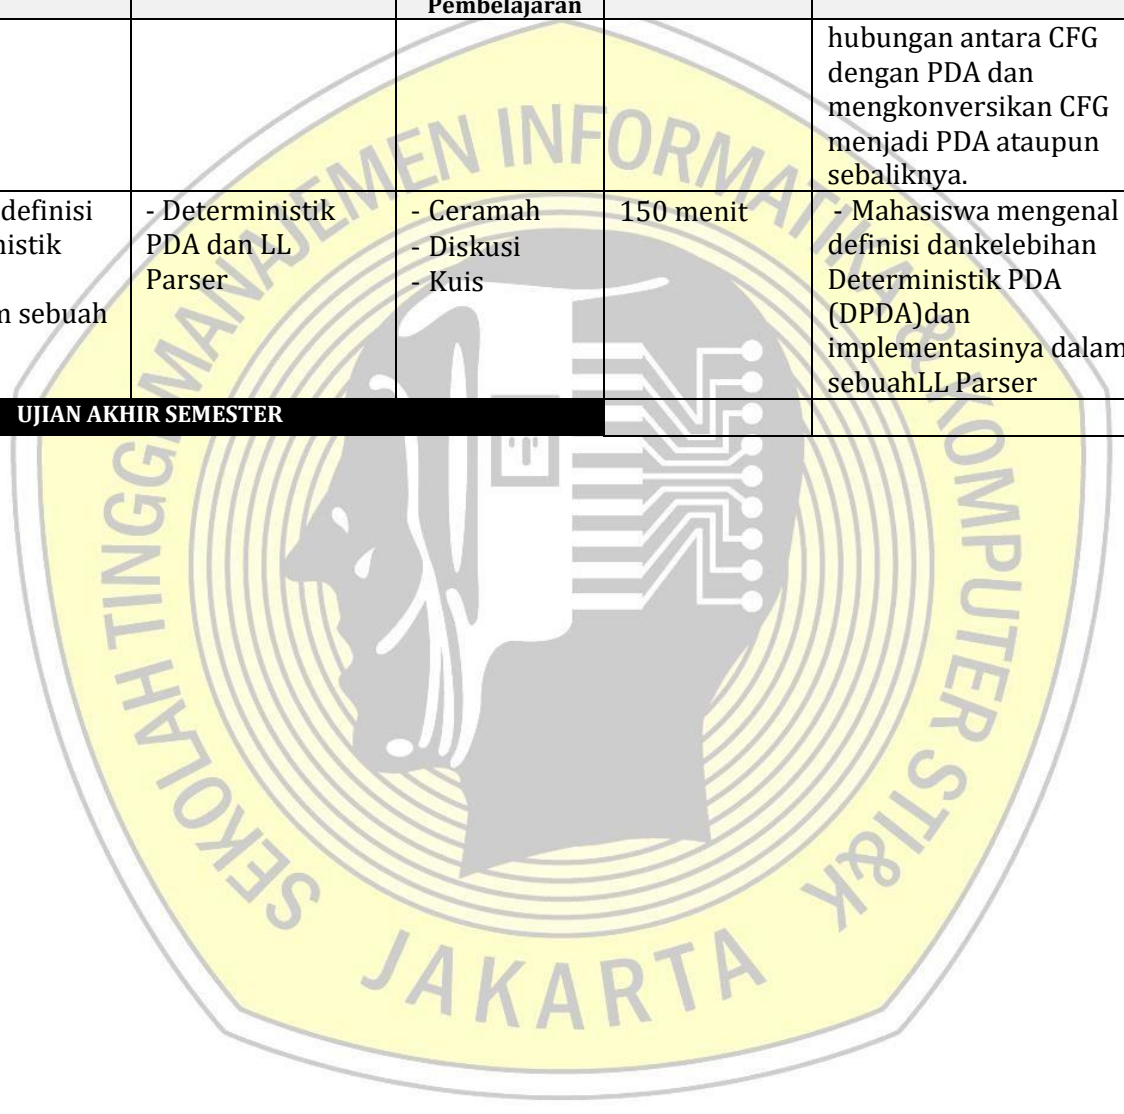 Pembelajaran
hubungan antara CFG
dengan PDA dan
mengkonversikan CFG
menjadi PDA ataupun
sebaliknya.
definisi
nistik
n sebuah
- Deterministik
PDA dan LL
Parser
- Ceramah
- Diskusi
- Kuis
150 menit
- Mahasiswa mengenal
definisi dankelebihan
Deterministik PDA
(DPDA)dan
implementasinya dalam
sebuahLL Parser
UJIAN AKHIR SEMESTER
SEKOLAH TINGGI MANAJEMEN INFORMATIKA & KOMPUTER STI&K
JAKARTA